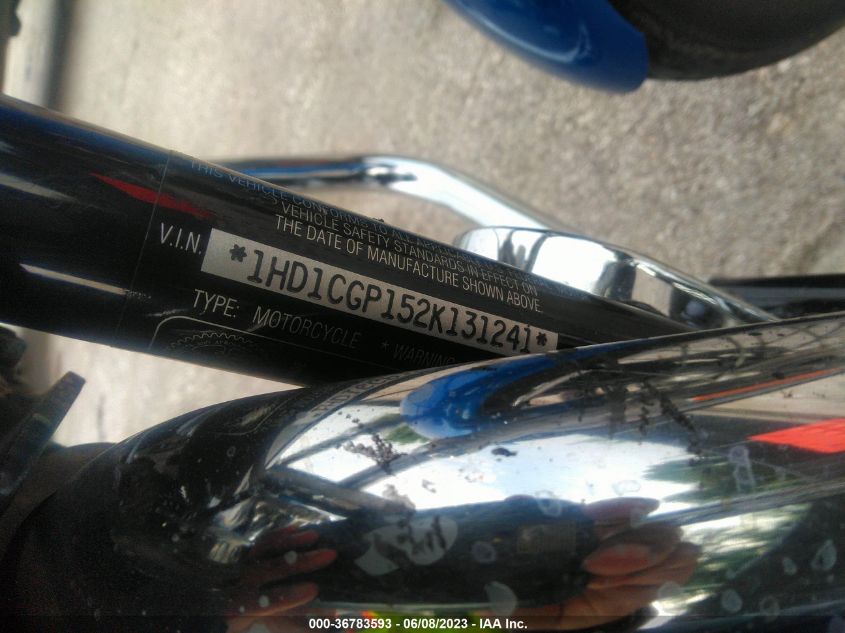 THIS VEHICLE CONFORMS TO ALL
VEHICLE SAFETY STANDARDS IN EFFECT ON
THE DATE OF MANUFACTURE SHOWN ABOVE.
V.I.N. *1HD1CGP152K131241*
TYPE: MOTORCYCLE * WARNING
000-36783593 - 06/08/2023 - IAA Inc.